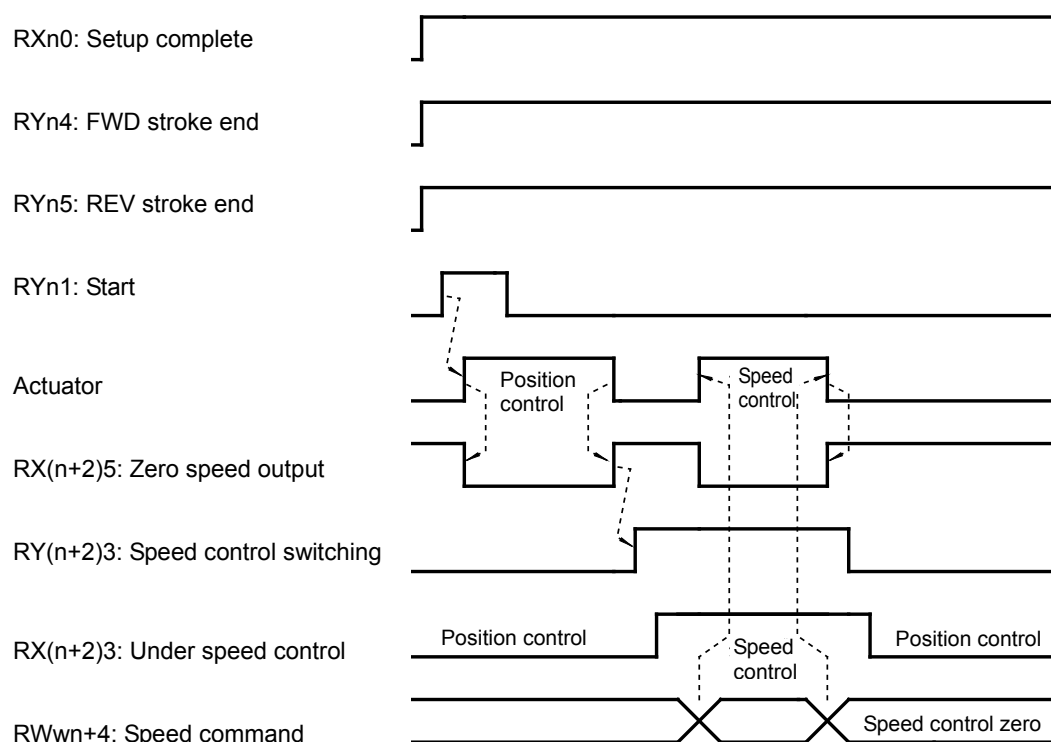 RXn0: Setup complete
RYn4: FWD stroke end
RYn5: REV stroke end
RYn1: Start
Actuator
Position
control
Speed
control
RX(n+2)5: Zero speed output
RY(n+2)3: Speed control switching
RX(n+2)3: Under speed control
Position control
Speed
control
Position control
RWwn+4: Speed command
Speed control zero